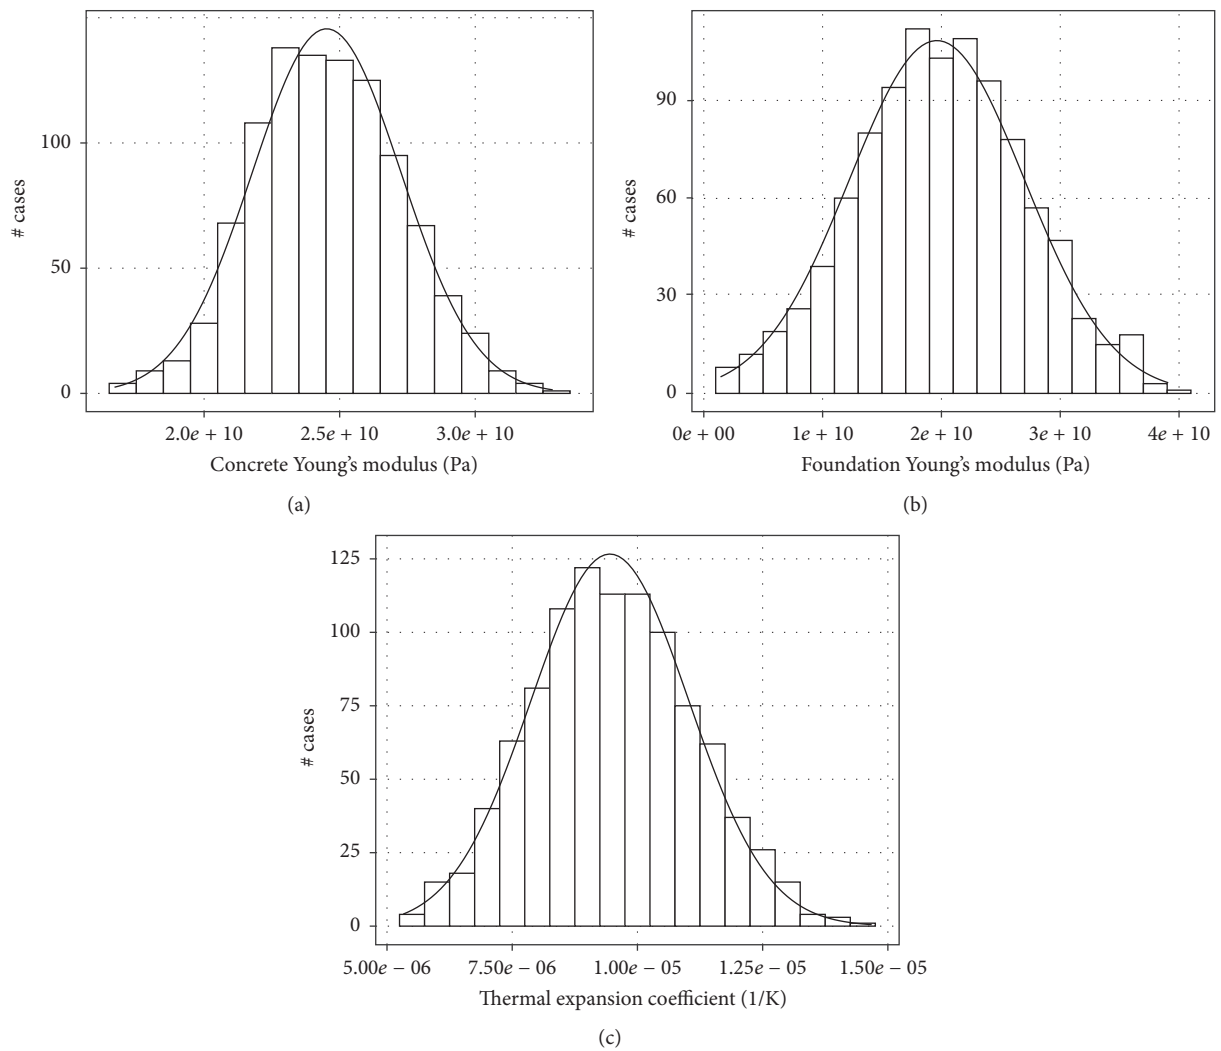 100
50
0
# cases
2.0e + 10 2.5e + 10 3.0e + 10
Concrete Young's modulus (Pa)
(a)
90
60
30
0
# cases
0e + 00 1e + 10 2e + 10 3e + 10 4e + 10
Foundation Young's modulus (Pa)
(b)
125
100
75
50
25
0
# cases
5.00e − 06 7.50e − 06 1.00e − 05 1.25e − 05 1.50e − 05
Thermal expansion coefficient (1/K)
(c)